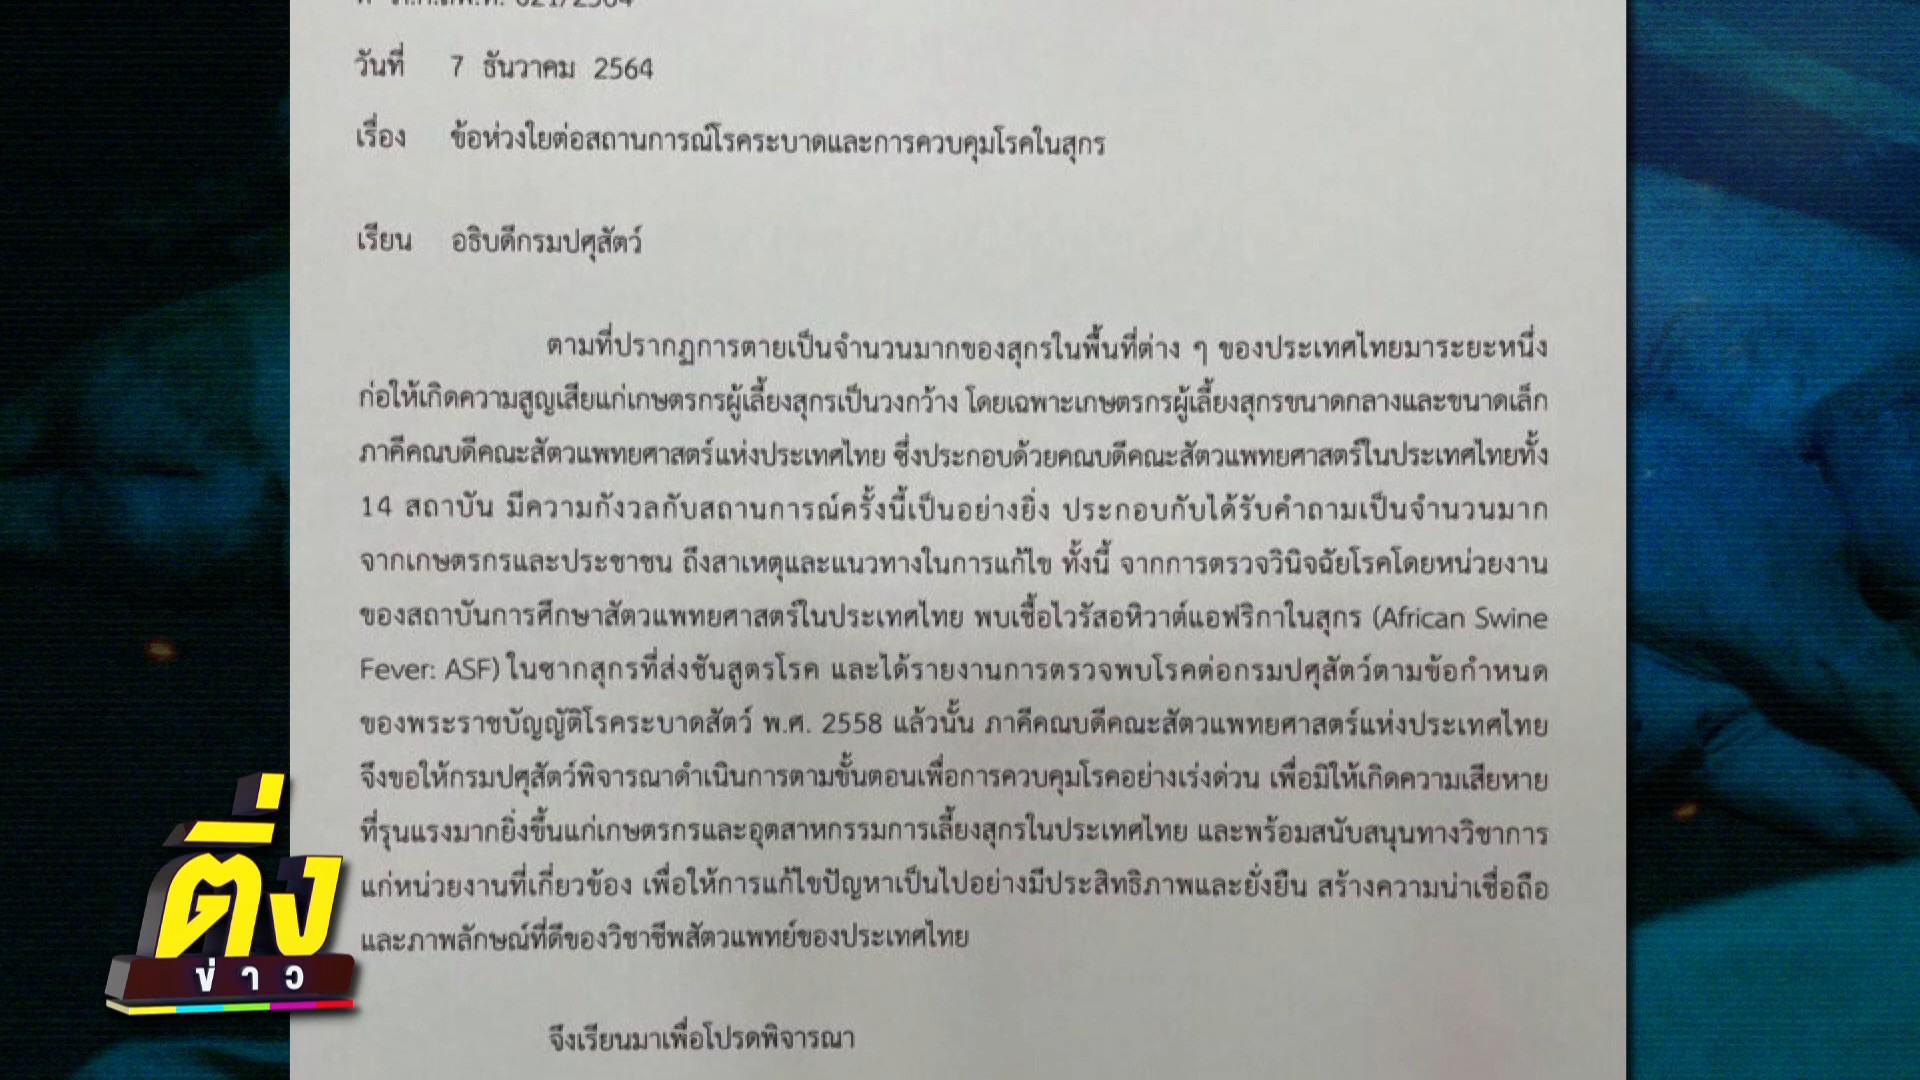 วันที่ 7 ธันวาคม 2564
เรื่อง ข้อห่วงใยต่อสถานการณ์โรคระบาดและการควบคุมโรคในสุกร
เรียน อธิบดีกรมปศุสัตว์
ตามที่ปรากฏการตายเป็นจำนวนมากของสุกรในพื้นที่ต่าง ๆ ของประเทศไทยมาระยะหนึ่ง
ก่อให้เกิดความสูญเสียแก่เกษตรกรผู้เลี้ยงสุกรเป็นวงกว้าง โดยเฉพาะเกษตรกรผู้เลี้ยงสุกรขนาดกลางและขนาดเล็ก
ภาคีคณบดีคณะสัตวแพทยศาสตร์แห่งประเทศไทย ซึ่งประกอบด้วยคณบดีคณะสัตวแพทยศาสตร์ในประเทศไทยทั้ง
14 สถาบัน มีความกังวลกับสถานการณ์ครั้งนี้เป็นอย่างยิ่ง ประกอบกับได้รับคำถามเป็นจำนวนมาก
จากเกษตรกรและประชาชน ถึงสาเหตุและแนวทางในการแก้ไข ทั้งนี้ จากการตรวจวินิจฉัยโรคโดยหน่วยงาน
ของสถาบันการศึกษาสัตวแพทยศาสตร์ในประเทศไทย พบเชื้อไวรัสอหิวาต์แอฟริกาในสุกร (African Swine
Fever: ASF) ในซากสุกรที่ส่งชันสูตรโรค และได้รายงานการตรวจพบโรคต่อกรมปศุสัตว์ตามข้อกำหนด
ของพระราชบัญญัติโรคระบาดสัตว์ พ.ศ. 2558 แล้วนั้น ภาคีคณบดีคณะสัตวแพทยศาสตร์แห่งประเทศไทย
จึงขอให้กรมปศุสัตว์พิจารณาดำเนินการตามขั้นตอนเพื่อการควบคุมโรคอย่างเร่งด่วน เพื่อมิให้เกิดความเสียหาย
ที่รุนแรงมากยิ่งขึ้นแก่เกษตรกรและอุตสาหกรรมการเลี้ยงสุกรในประเทศไทย และพร้อมสนับสนุนทางวิชาการ
แก่หน่วยงานที่เกี่ยวข้อง เพื่อให้การแก้ไขปัญหาเป็นไปอย่างมีประสิทธิภาพและยั่งยืน สร้างความน่าเชื่อถือ
และภาพลักษณ์ที่ดีของวิชาชีพสัตวแพทย์ของประเทศไทย
จึงเรียนมาเพื่อโปรดพิจารณา
ติ่ง
ข่าว